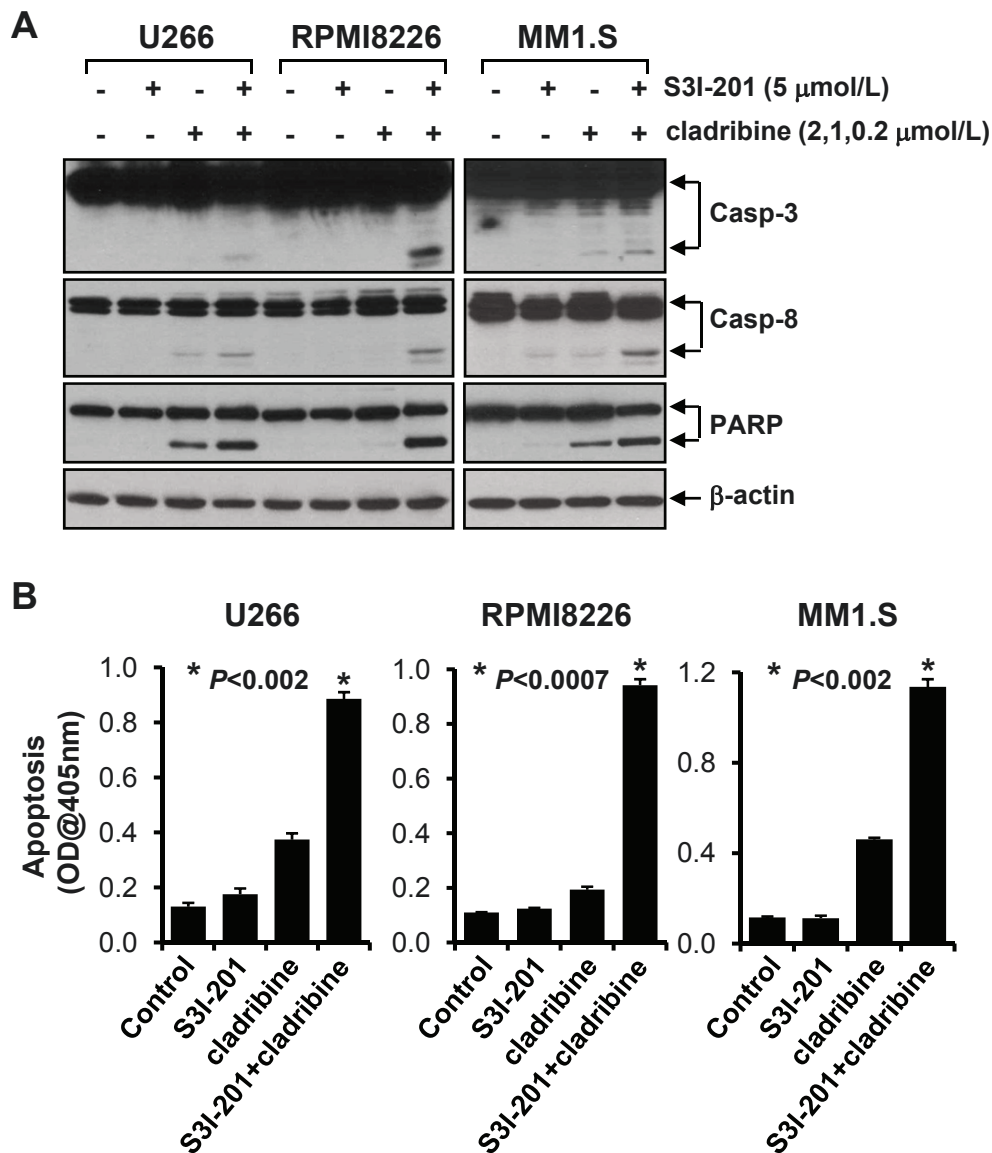 A
U266 RPMI8226 MM1.S
- + - + - + - + - + - + S3I-201 (5 μmol/L)
- - + + - - + + - - + + cladribine (2,1,0.2 μmol/L)
Casp-3
Casp-8
PARP
β-actin
B
U266 RPMI8226 MM1.S
Apoptosis
(OD@405nm)
1.0
0.8
0.6
0.4
0.2
0.0
* P<0.002 *
Control
S3I-201
cladribine
S3I-201+cladribine
1.0
0.8
0.6
0.4
0.2
0.0
* P<0.0007 *
Control
S3I-201
cladribine
S3I-201+cladribine
1.2
0.8
0.4
0.0
* P<0.002 *
Control
S3I-201
cladribine
S3I-201+cladribine